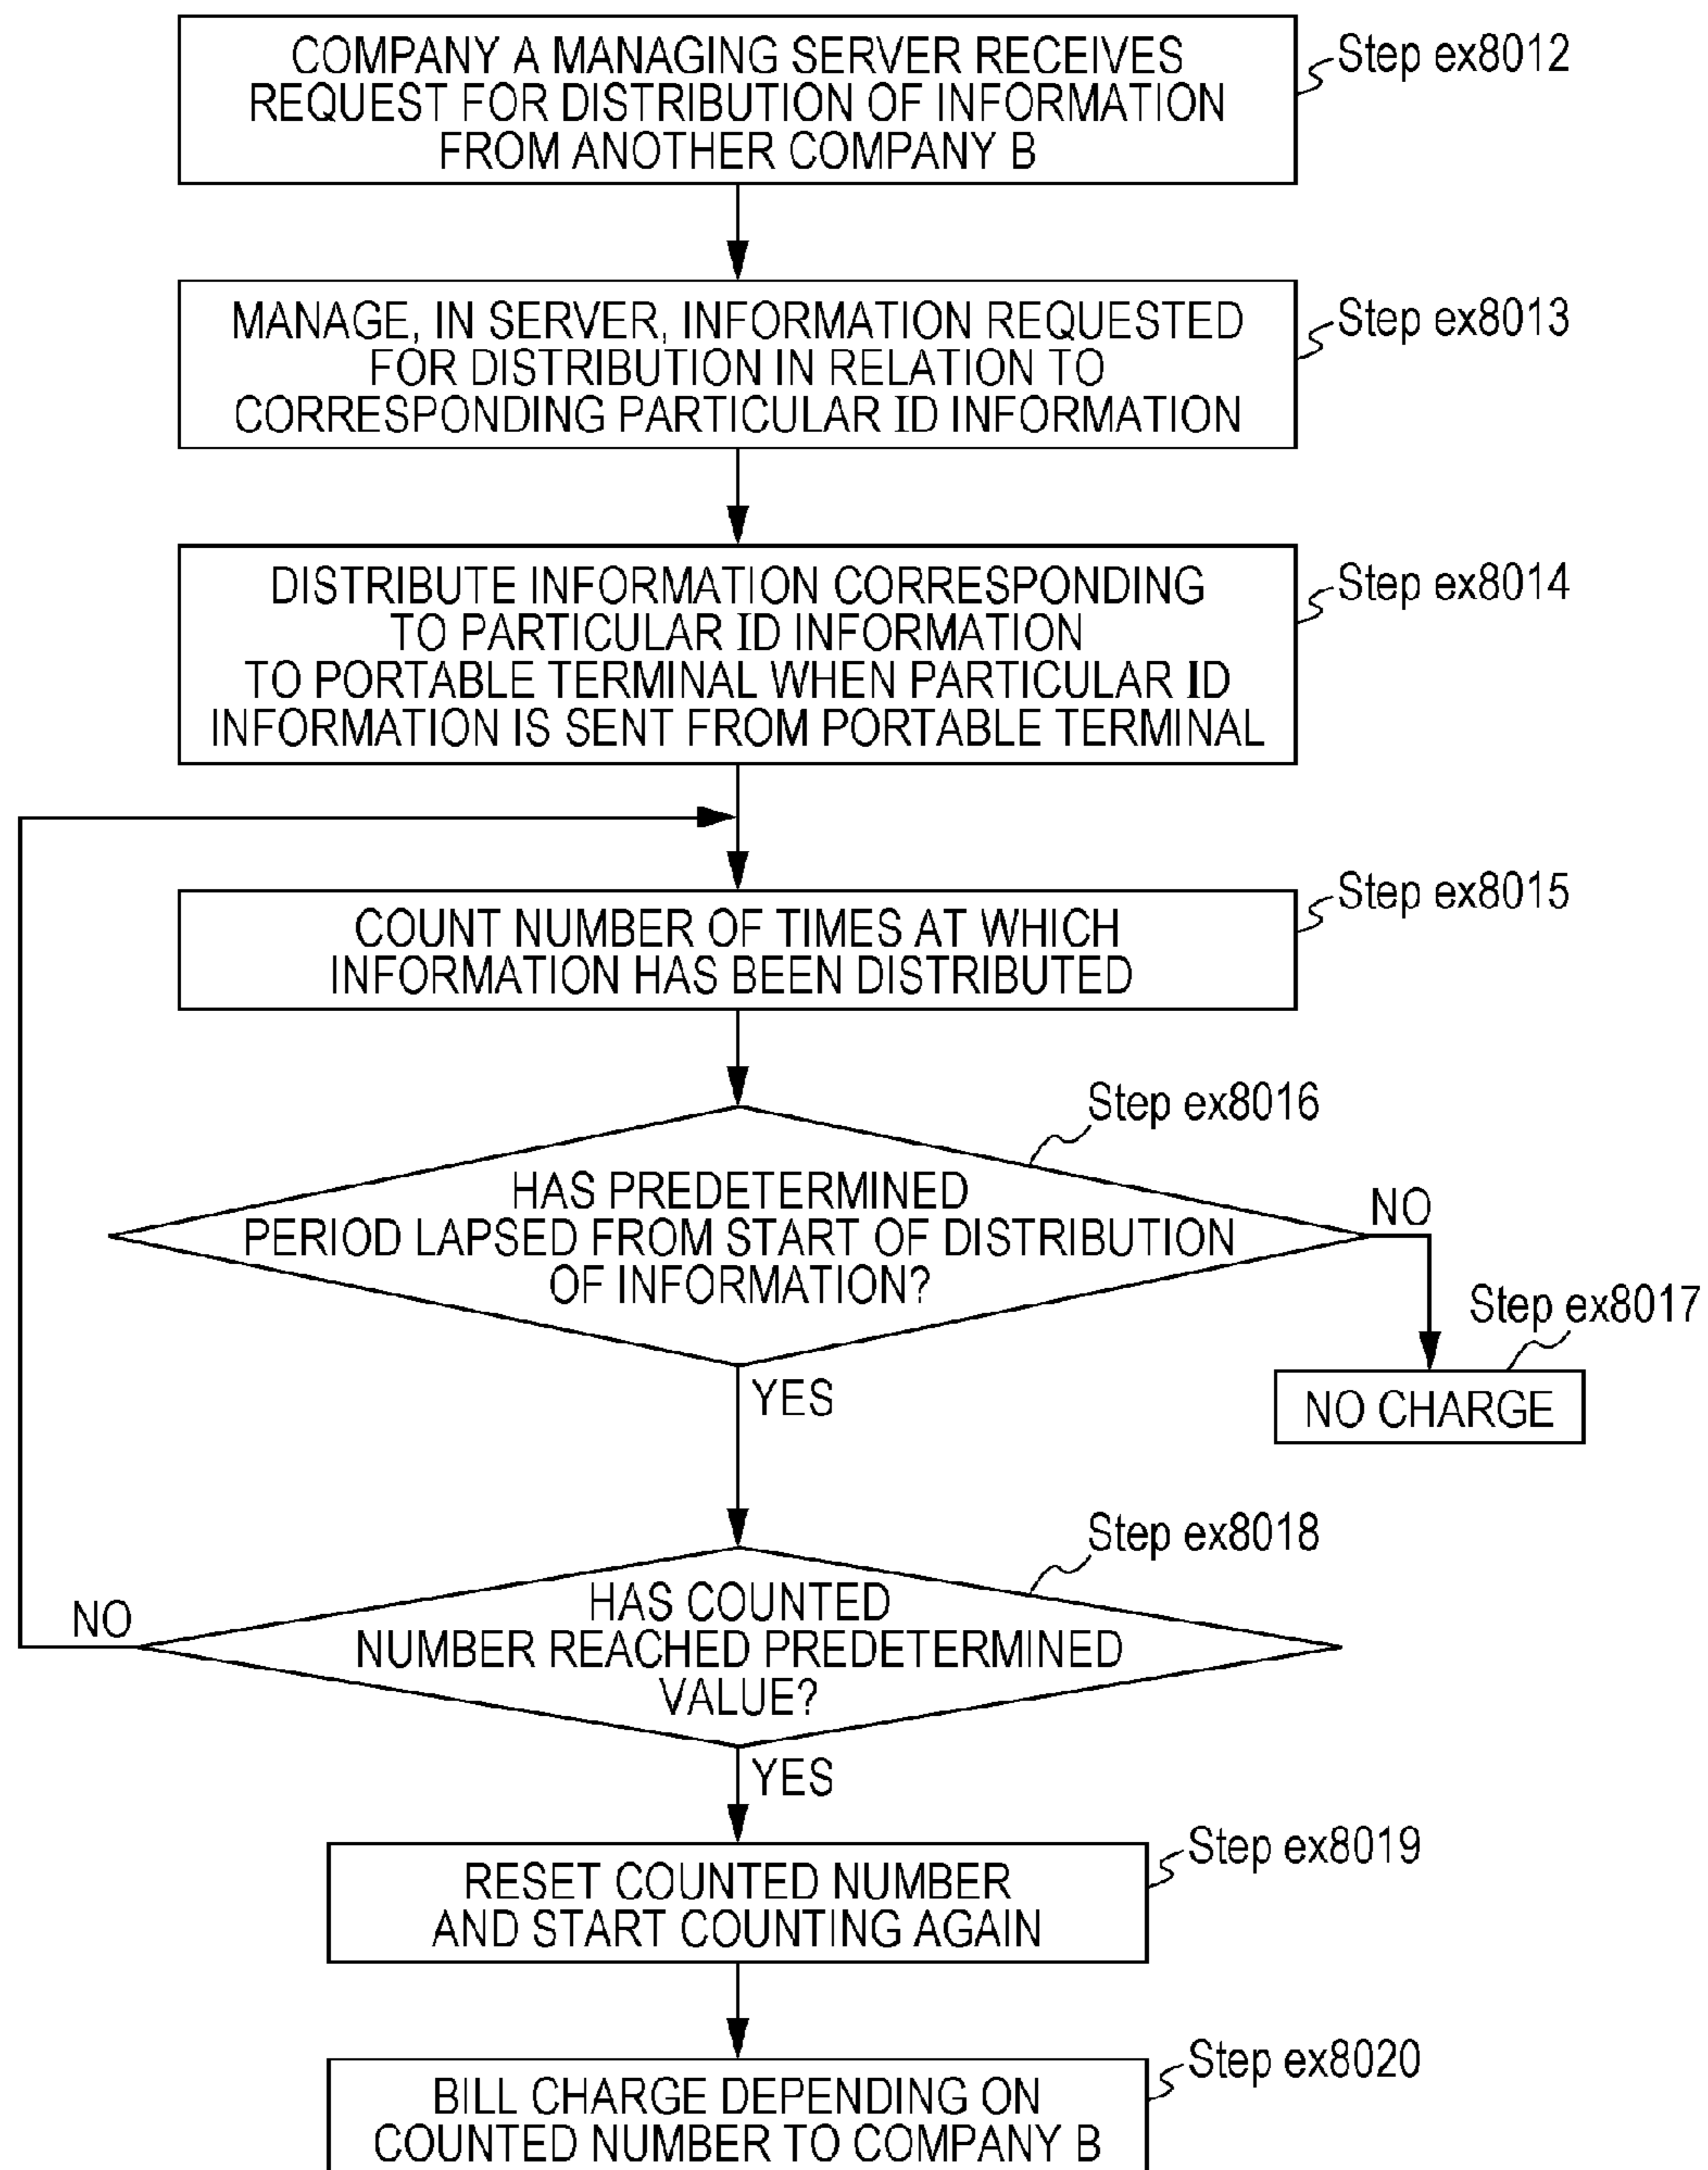 COMPANY A MANAGING SERVER RECEIVES
REQUEST FOR DISTRIBUTION OF INFORMATION
FROM ANOTHER COMPANY B
Step ex8012
MANAGE, IN SERVER, INFORMATION REQUESTED
FOR DISTRIBUTION IN RELATION TO
CORRESPONDING PARTICULAR ID INFORMATION
Step ex8013
DISTRIBUTE INFORMATION CORRESPONDING
TO PARTICULAR ID INFORMATION
TO PORTABLE TERMINAL WHEN PARTICULAR ID
INFORMATION IS SENT FROM PORTABLE TERMINAL
Step ex8014
COUNT NUMBER OF TIMES AT WHICH
INFORMATION HAS BEEN DISTRIBUTED
Step ex8015
Step ex8016
HAS PREDETERMINED
PERIOD LAPSED FROM START OF DISTRIBUTION
OF INFORMATION?
NO
Step ex8017
NO CHARGE
YES
Step ex8018
HAS COUNTED
NUMBER REACHED PREDETERMINED
VALUE?
NO
YES
RESET COUNTED NUMBER
AND START COUNTING AGAIN
Step ex8019
BILL CHARGE DEPENDING ON
COUNTED NUMBER TO COMPANY B
Step ex8020